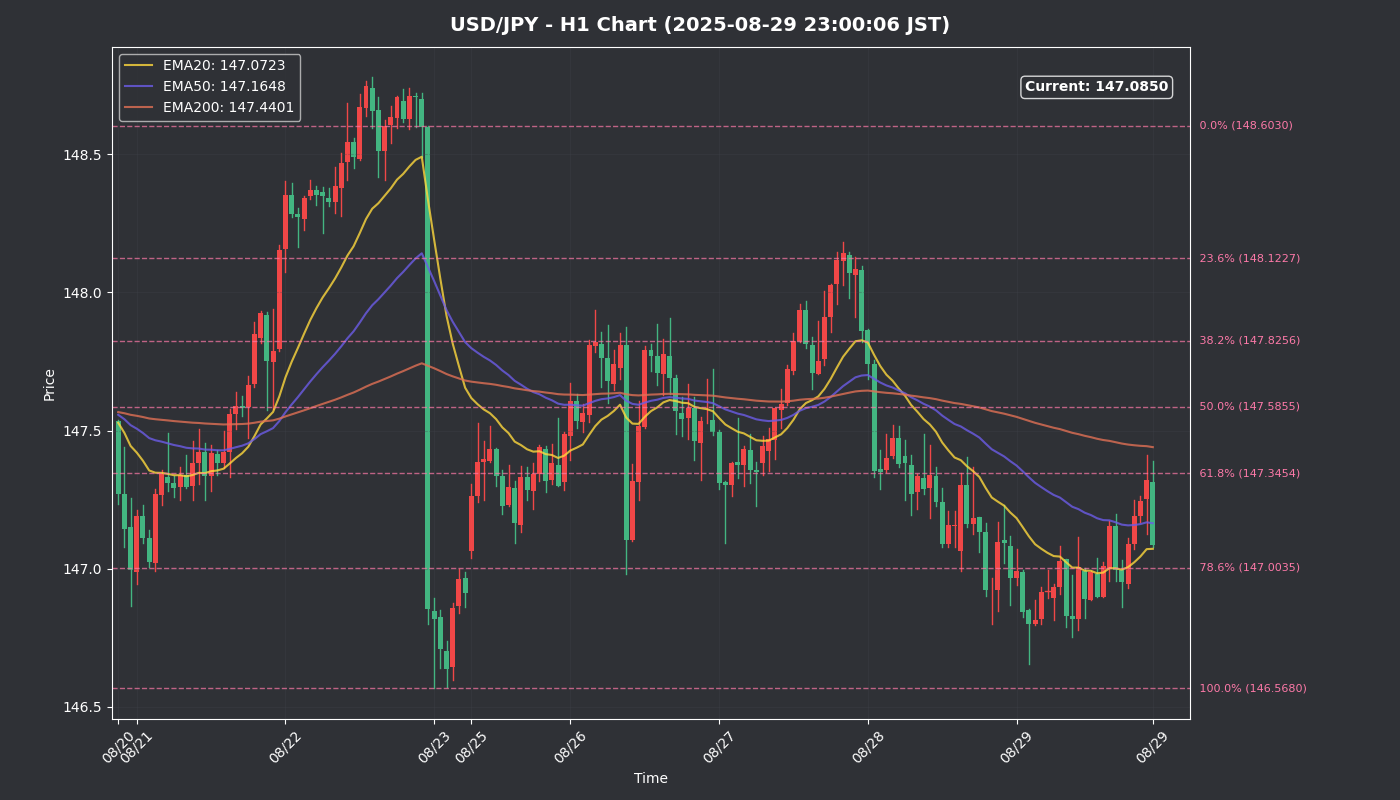 USD/JPY - H1 Chart (2025-08-29 23:00:06 JST)
EMA20: 147.0723
EMA50: 147.1648
EMA200: 147.4401
Current: 147.0850
0.0% (148.6030)
148.5
23.6% (148.1227)
148.0
38.2% (147.8256)
Price
50.0% (147.5855)
147.5
61.8% (147.3454)
147.0
78.6% (147.0035)
100.0% (146.5680)
146.5
08/20 08/21 08/22 08/23 08/25 08/26 08/27 08/28 08/29 08/29
Time